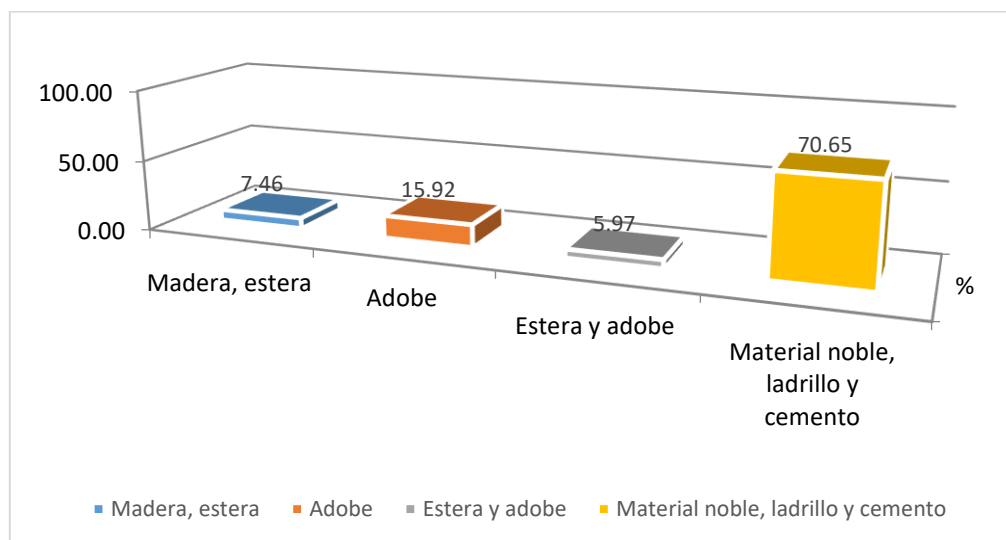 100.00
50.00
0.00
7.46
15.92
5.97
70.65
%
Madera, estera
Adobe
Estera y adobe
Material noble,
ladrillo y
cemento
Madera, estera
Adobe
Estera y adobe
Material noble, ladrillo y cemento